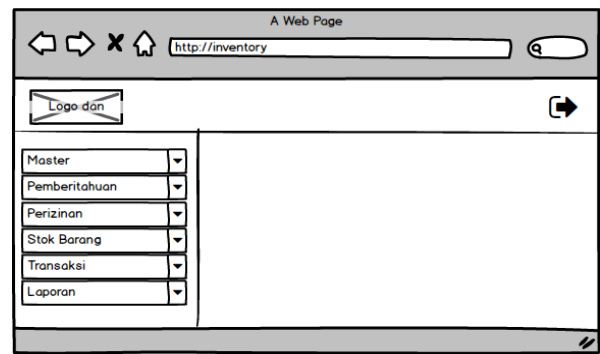 A Web Page
http://inventory
Logo dan
Master
Pemberitahuan
Perizinan
Stok Barang
Transaksi
Laporan